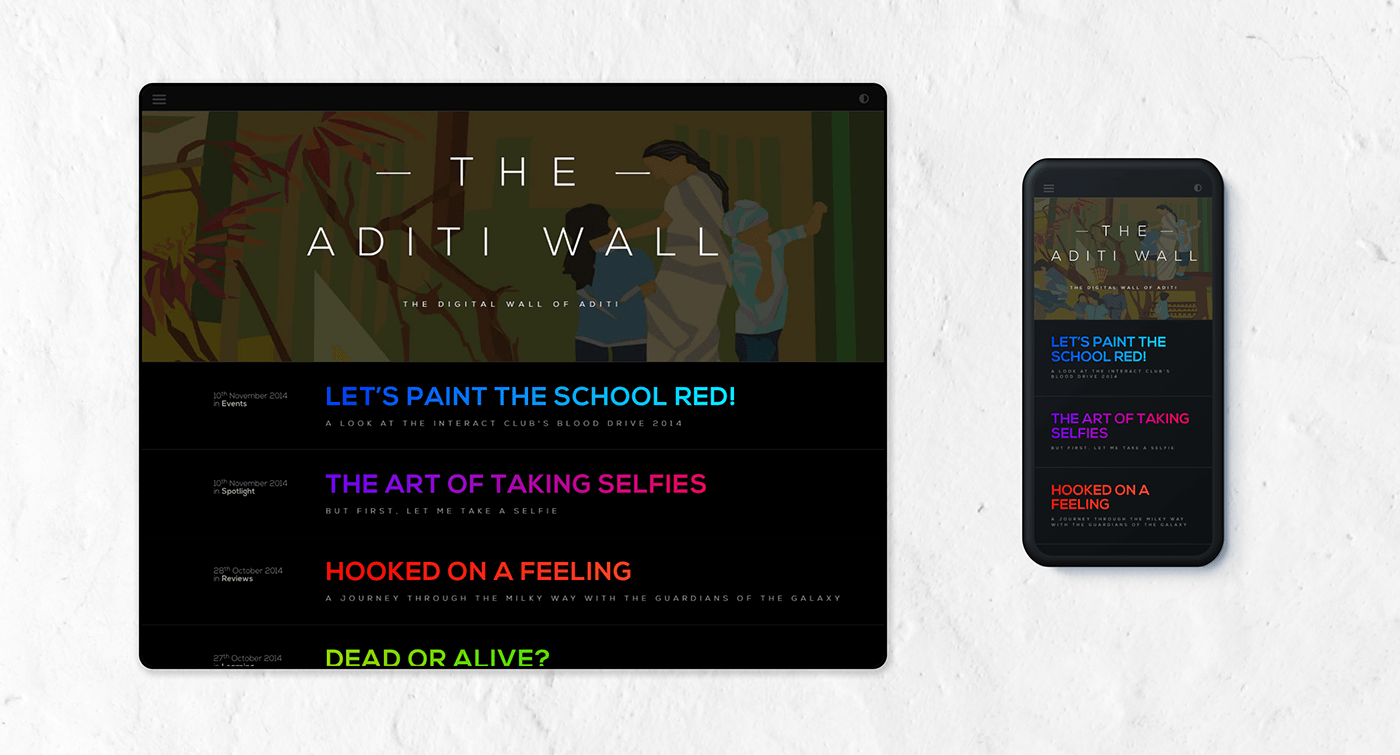 — THE —
ADITI WALL
THE DIGITAL WALL OF ADITI
10th November 2014
in Events
LET'S PAINT THE SCHOOL RED!
A LOOK AT THE INTERACT CLUB'S BLOOD DRIVE 2014
10th November 2014
in Spotlight
THE ART OF TAKING SELFIES
BUT FIRST, LET ME TAKE A SELFIE
28th October 2014
in Reviews
HOOKED ON A FEELING
A JOURNEY THROUGH THE MILKY WAY WITH THE GUARDIANS OF THE GALAXY
27th October 2014
in Learning
DEAD OR ALIVE?
— THE —
ADITI WALL
THE DIGITAL WALL OF ADITI
LET'S PAINT THE
SCHOOL RED!
A LOOK AT THE INTERACT CLUB'S
BLOOD DRIVE 2014
THE ART OF TAKING
SELFIES
BUT FIRST, LET ME TAKE A SELFIE
HOOKED ON A
FEELING
A JOURNEY THROUGH THE MILKY WAY
WITH THE GUARDIANS OF THE GALAXY